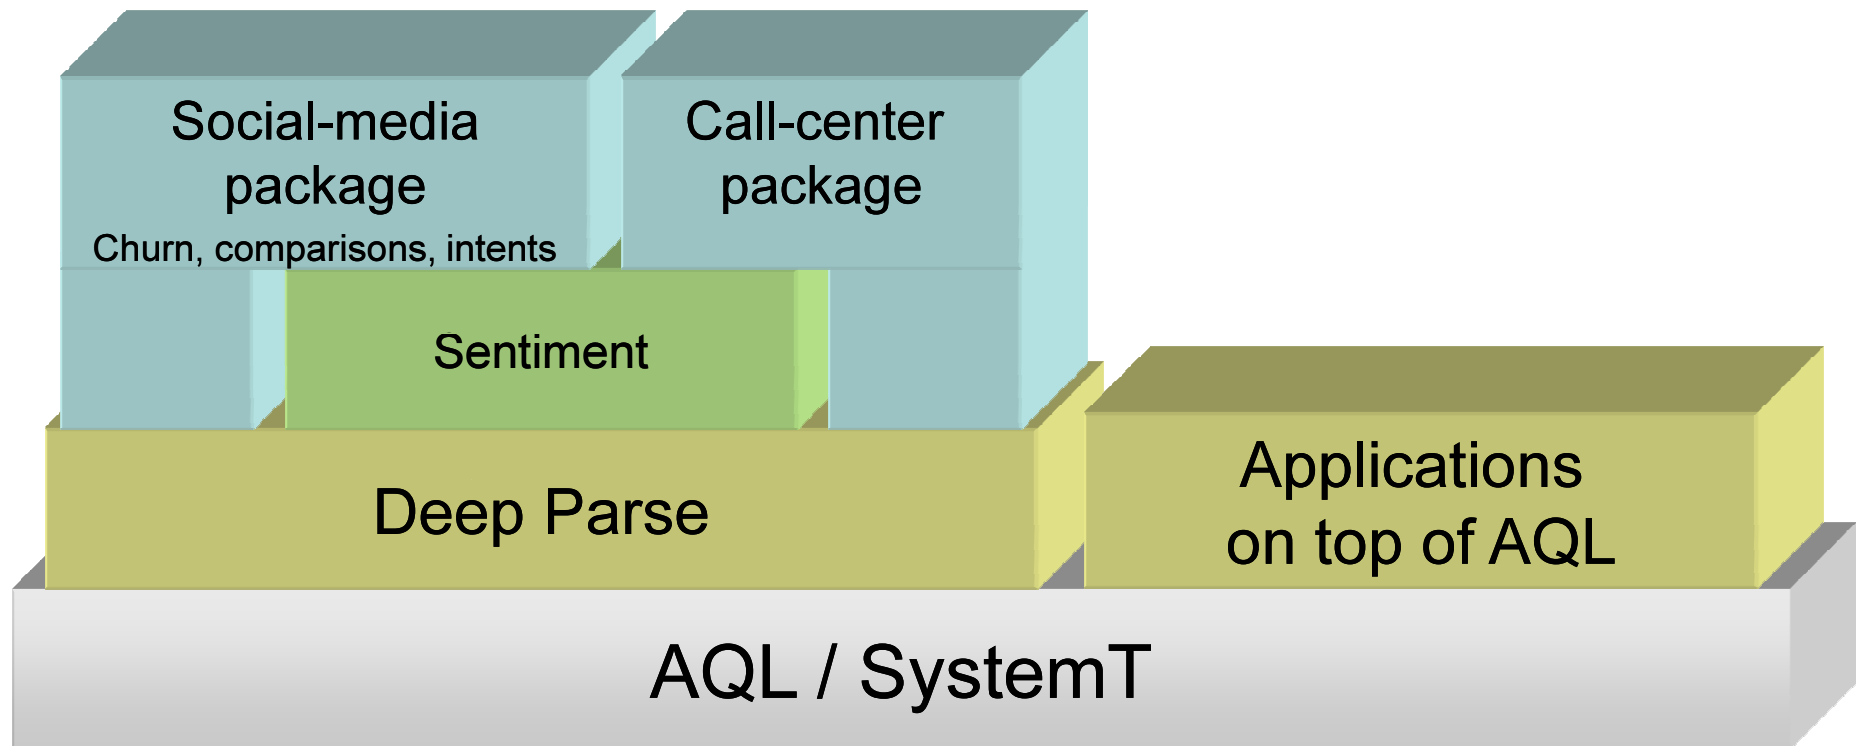 Social-media
package
Churn, comparisons, intents
Call-center
package
Sentiment
Deep Parse
Applications
on top of AQL
AQL / SystemT